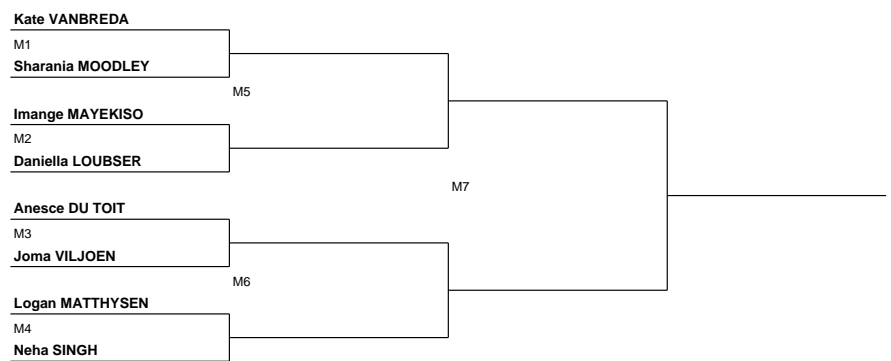 Kate VANBREDA
M1
Sharania MOODLEY
M5
Imange MAYEKISO
M2
Daniella LOUBSER
M7
Anesce DU TOIT
M3
Joma VILJOEN
M6
Logan MATTHYSEN
M4
Neha SINGH